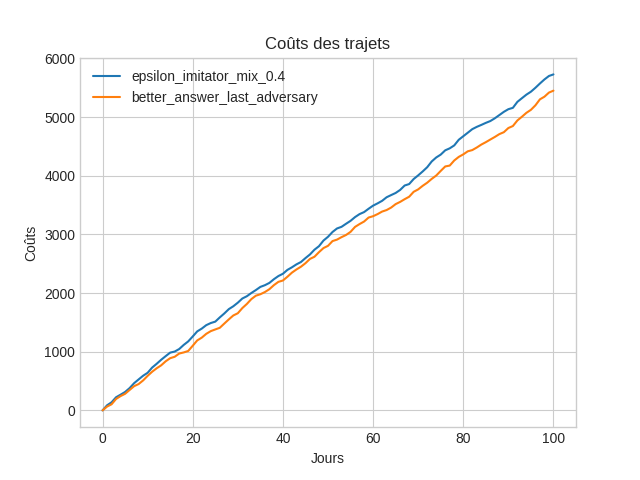 Coûts des trajets
epsilon_imitator_mix_0.4
better_answer_last_adversary
Coûts
6000
5000
4000
3000
2000
1000
0
0 20 40 60 80 100
Jours